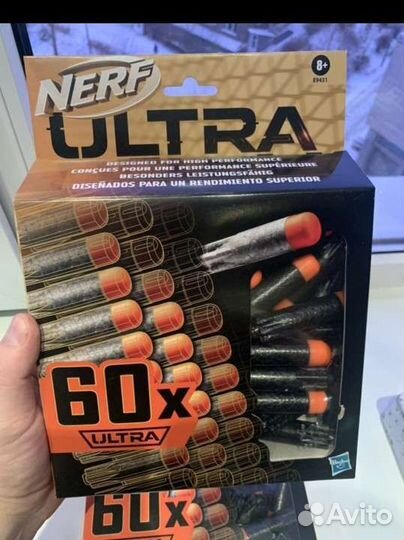 NERF
8+
E9431
ULTRA
DESIGNED FOR HIGH PERFORMANCE
CONÇUES POUR UNE PERFORMANCE SUPÉRIEURE
BESONDERS LEISTUNGSFÄHIG
DISEÑADOS PARA UN RENDIMIENTO SUPERIOR
60x
ULTRA
Hasbro
60x
Avito